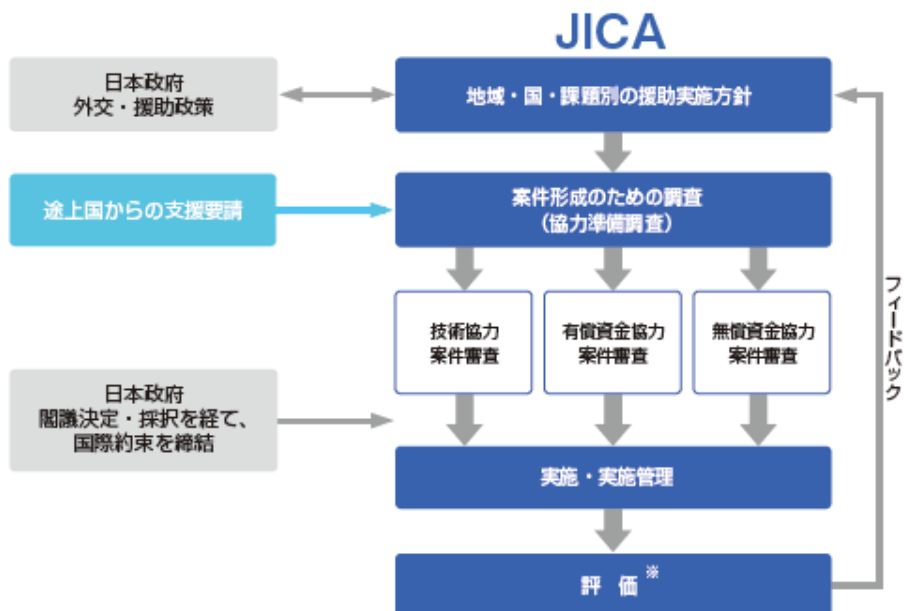 JICA
日本政府
外交・援助政策
地域・国・課題別の援助実施方針
途上国からの支援要請
案件形成のための調査
（協力準備調査）
技術協力
案件審査
有償資金協力
案件審査
無償資金協力
案件審査
フィードバック
日本政府
閣議決定・採択を経て、
国際約束を締結
実施・実施管理
評 価※